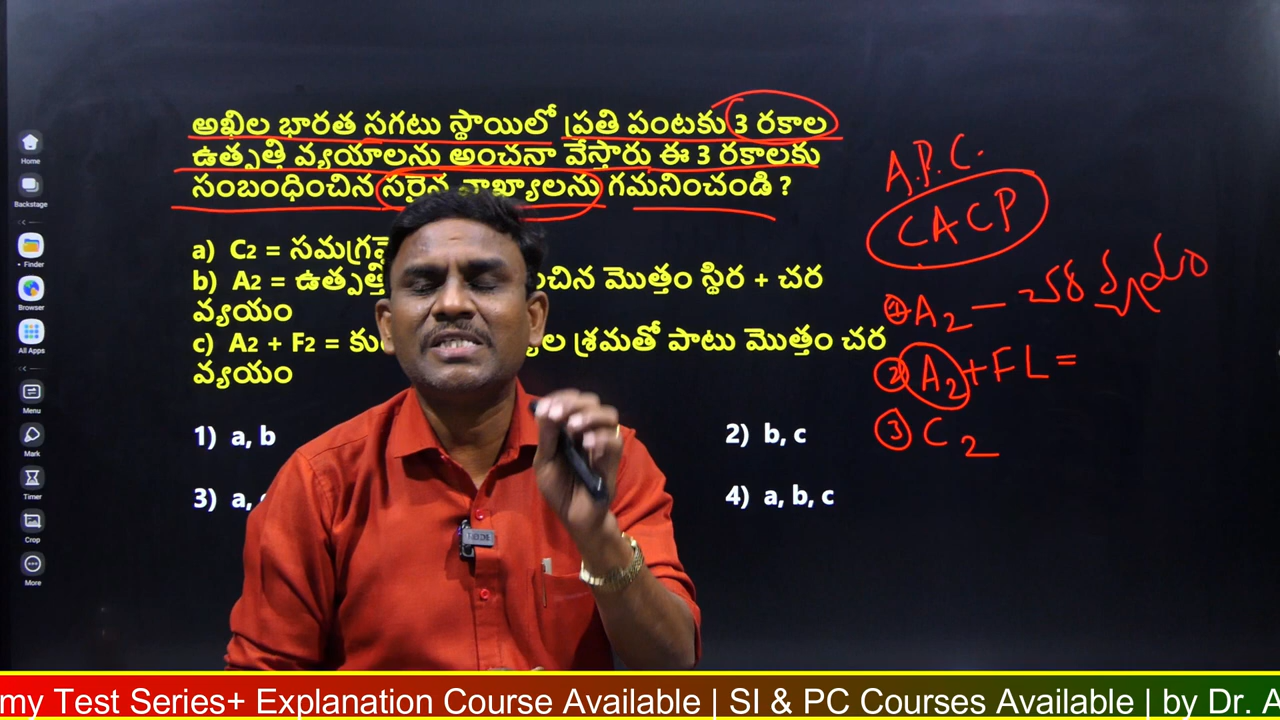 అఖిల భారత సగటు స్థాయిలో ప్రతి పంటకు 3 రకాల
ఉత్పత్తి వ్యయాలను అంచనా వేస్తారు ఈ 3 రకాలకు
సంబంధించిన సరైన వాఖ్యాలను గమనించండి ?
a) C2 =
b) A2 = మొత్తం స్థిర + చర
వ్యయం
c) A2 + F2 = శ్రమతో పాటు మొత్తం చర
వ్యయం
1) a, b
2) b, c
3) a,
4) a, b, c
A.P.C.
CACP
① A2 — చర వ్యయం
② A2 + FL =
③ C2
Home
Backstage
Finder
Browser
All Apps
Menu
Mark
Timer
Crop
More
my Test Series+ Explanation Course Available | SI & PC Courses Available | by Dr. A